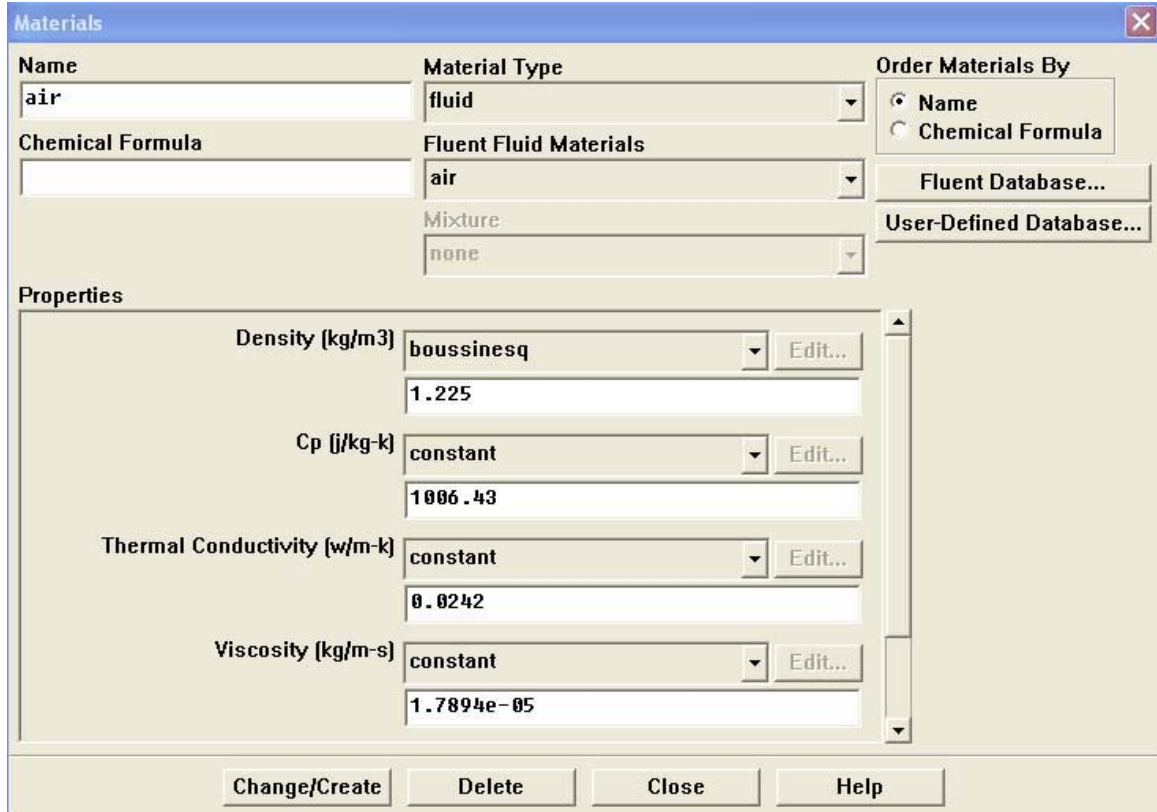 Materials
Name
air
Chemical Formula
Material Type
fluid
Fluent Fluid Materials
air
Mixture
none
Order Materials By
Name
Chemical Formula
Fluent Database...
User-Defined Database...
Properties
Density (kg/m3)
boussinesq
Edit...
1.225
Cp (j/kg-k)
constant
Edit...
1006.43
Thermal Conductivity (w/m-k)
constant
Edit...
0.0242
Viscosity (kg/m-s)
constant
Edit...
1.7894e-05
Change/Create
Delete
Close
Help